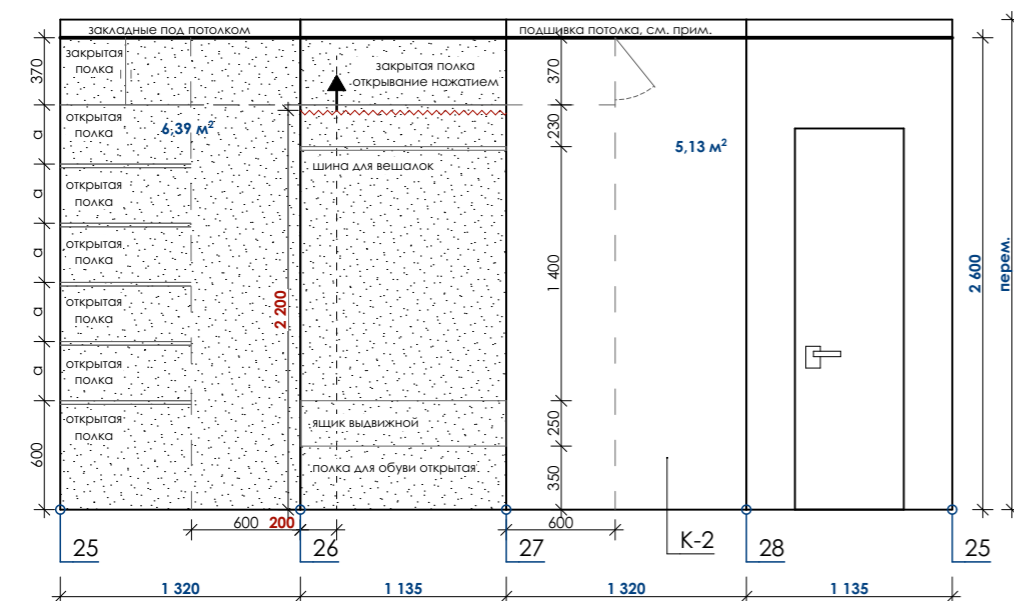 закладные под потолком
подшивка потолка, см. прим.
закрытая
полка
закрытая полка
открывание нажатием
370
370
открытая
полка
6,39 м²
230
5,13 м²
a
шина для вешалок
открытая
полка
a
открытая
полка
a
1 400
2 600
перем.
2 200
открытая
полка
a
открытая
полка
a
открытая
полка
ящик выдвижной
250
600
полка для обуви открытая
350
600
200
600
25
26
27
К-2
28
25
1 320
1 135
1 320
1 135